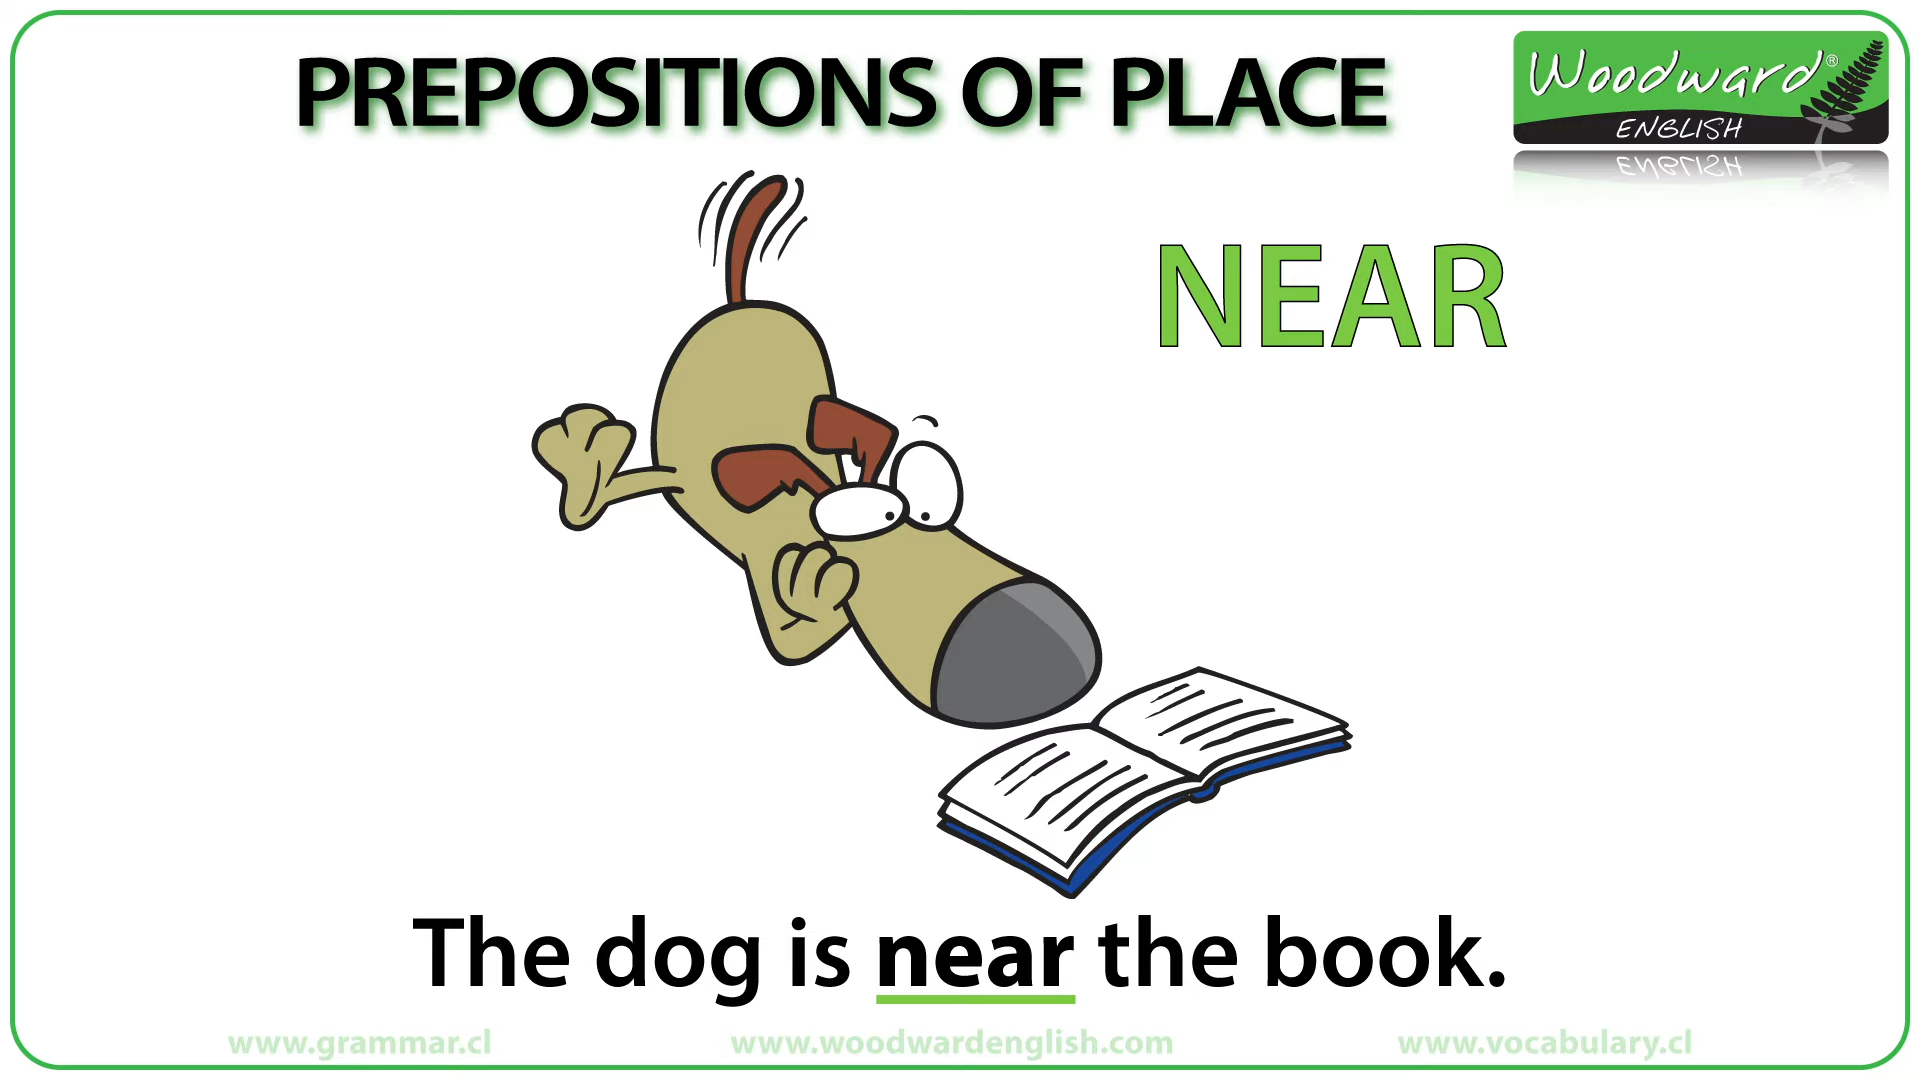 PREPOSITIONS OF PLACE
Woodward®
ENGLISH
NEAR
The dog is near the book.
www.grammar.cl
www.woodwardenglish.com
www.vocabulary.cl